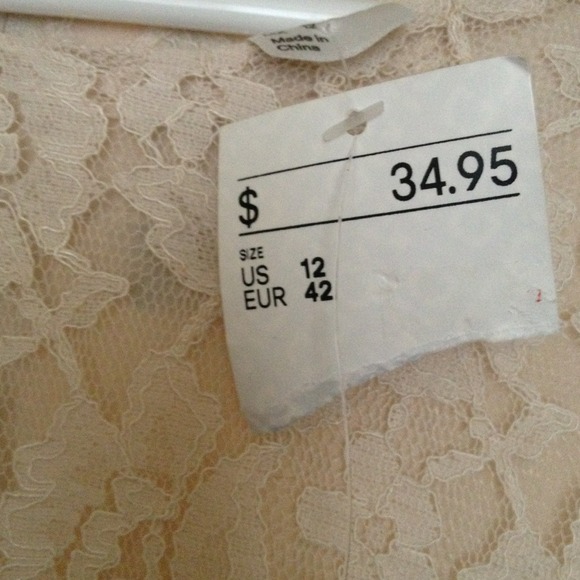 Made in
China
$ 34.95
SIZE
US 12
EUR 42